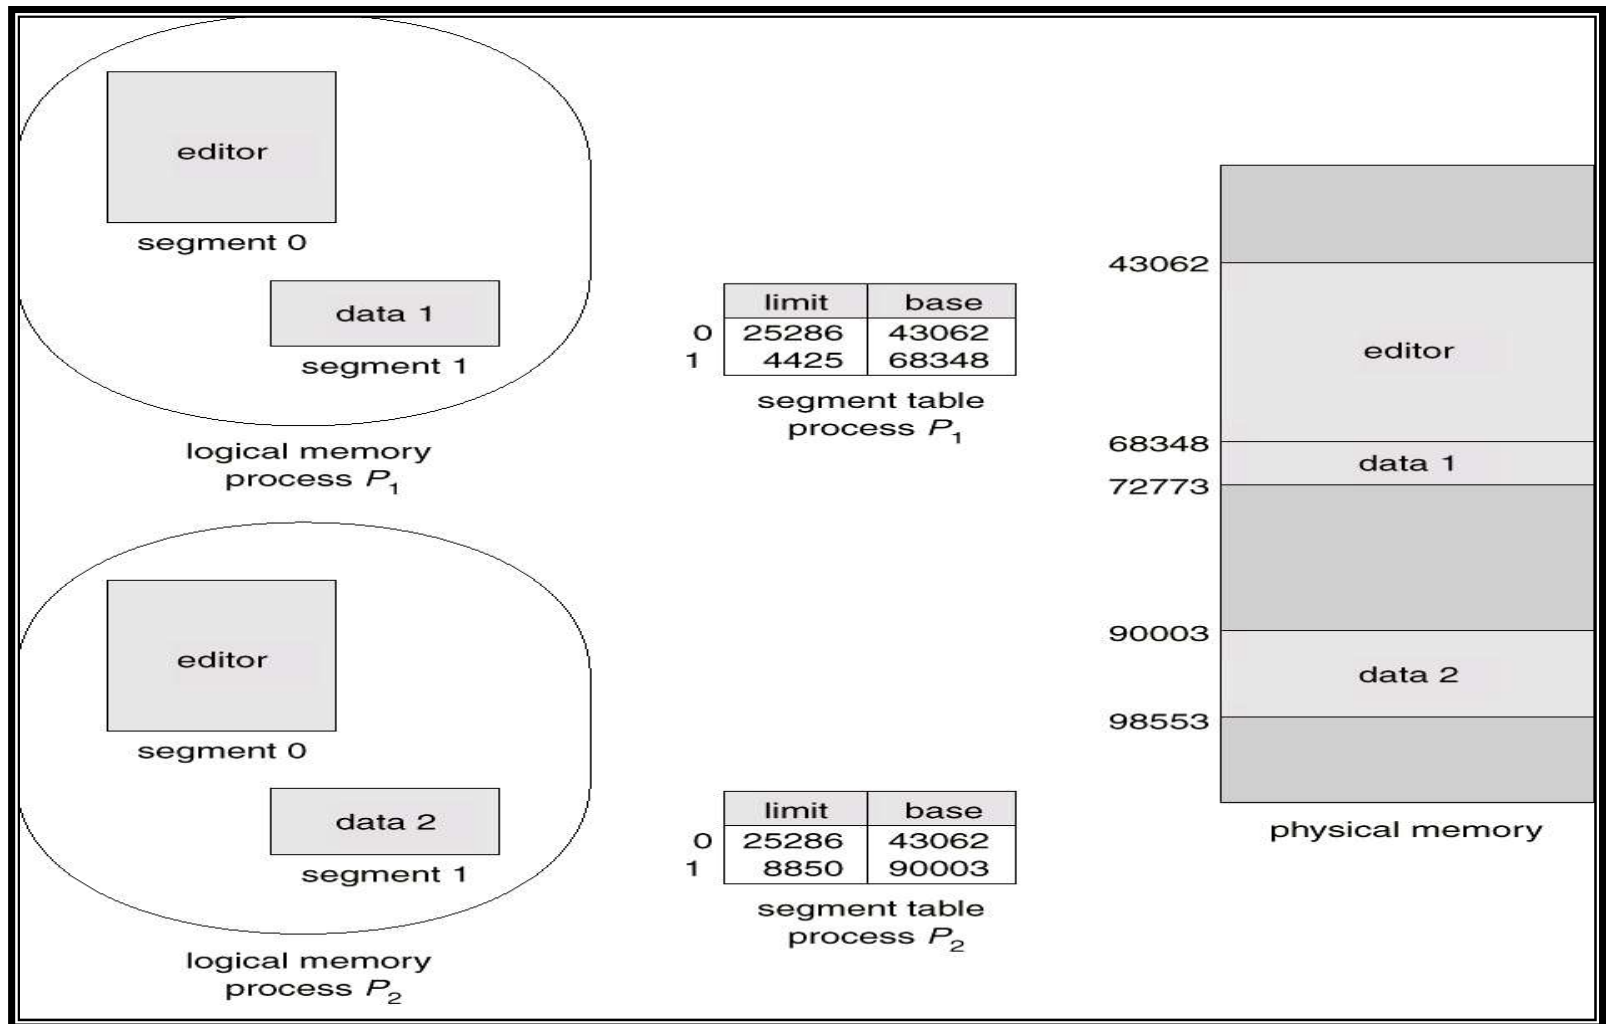 editor
segment 0
data 1
segment 1
logical memory
process P1
limit base
0 25286 43062
1 4425 68348
segment table
process P1
43062
editor
68348
data 1
72773
90003
data 2
98553
physical memory
editor
segment 0
data 2
segment 1
logical memory
process P2
limit base
0 25286 43062
1 8850 90003
segment table
process P2